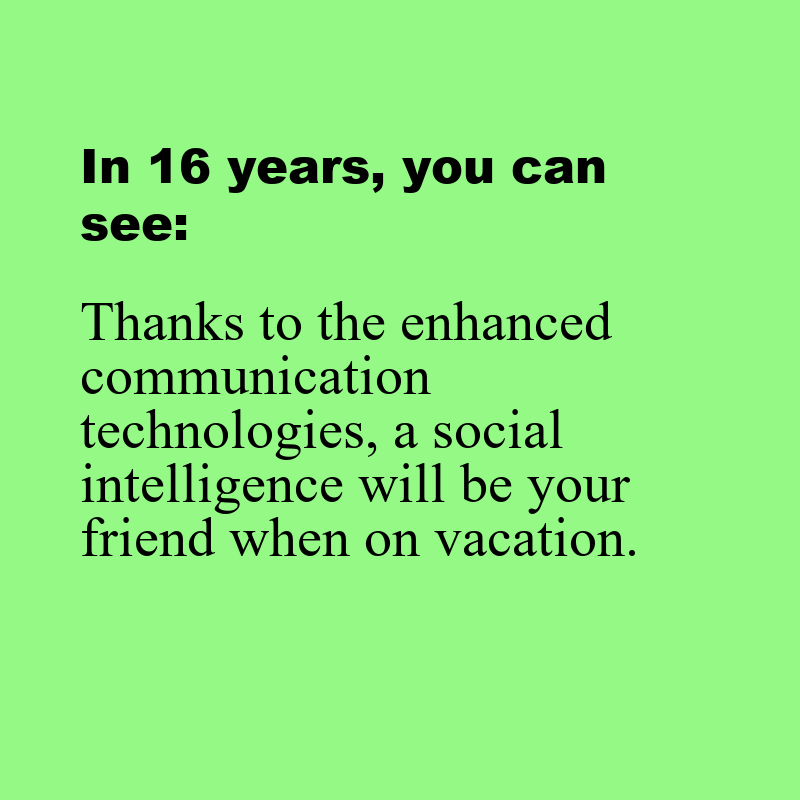 In 16 years, you can
see:
Thanks to the enhanced
communication
technologies, a social
intelligence will be your
friend when on vacation.